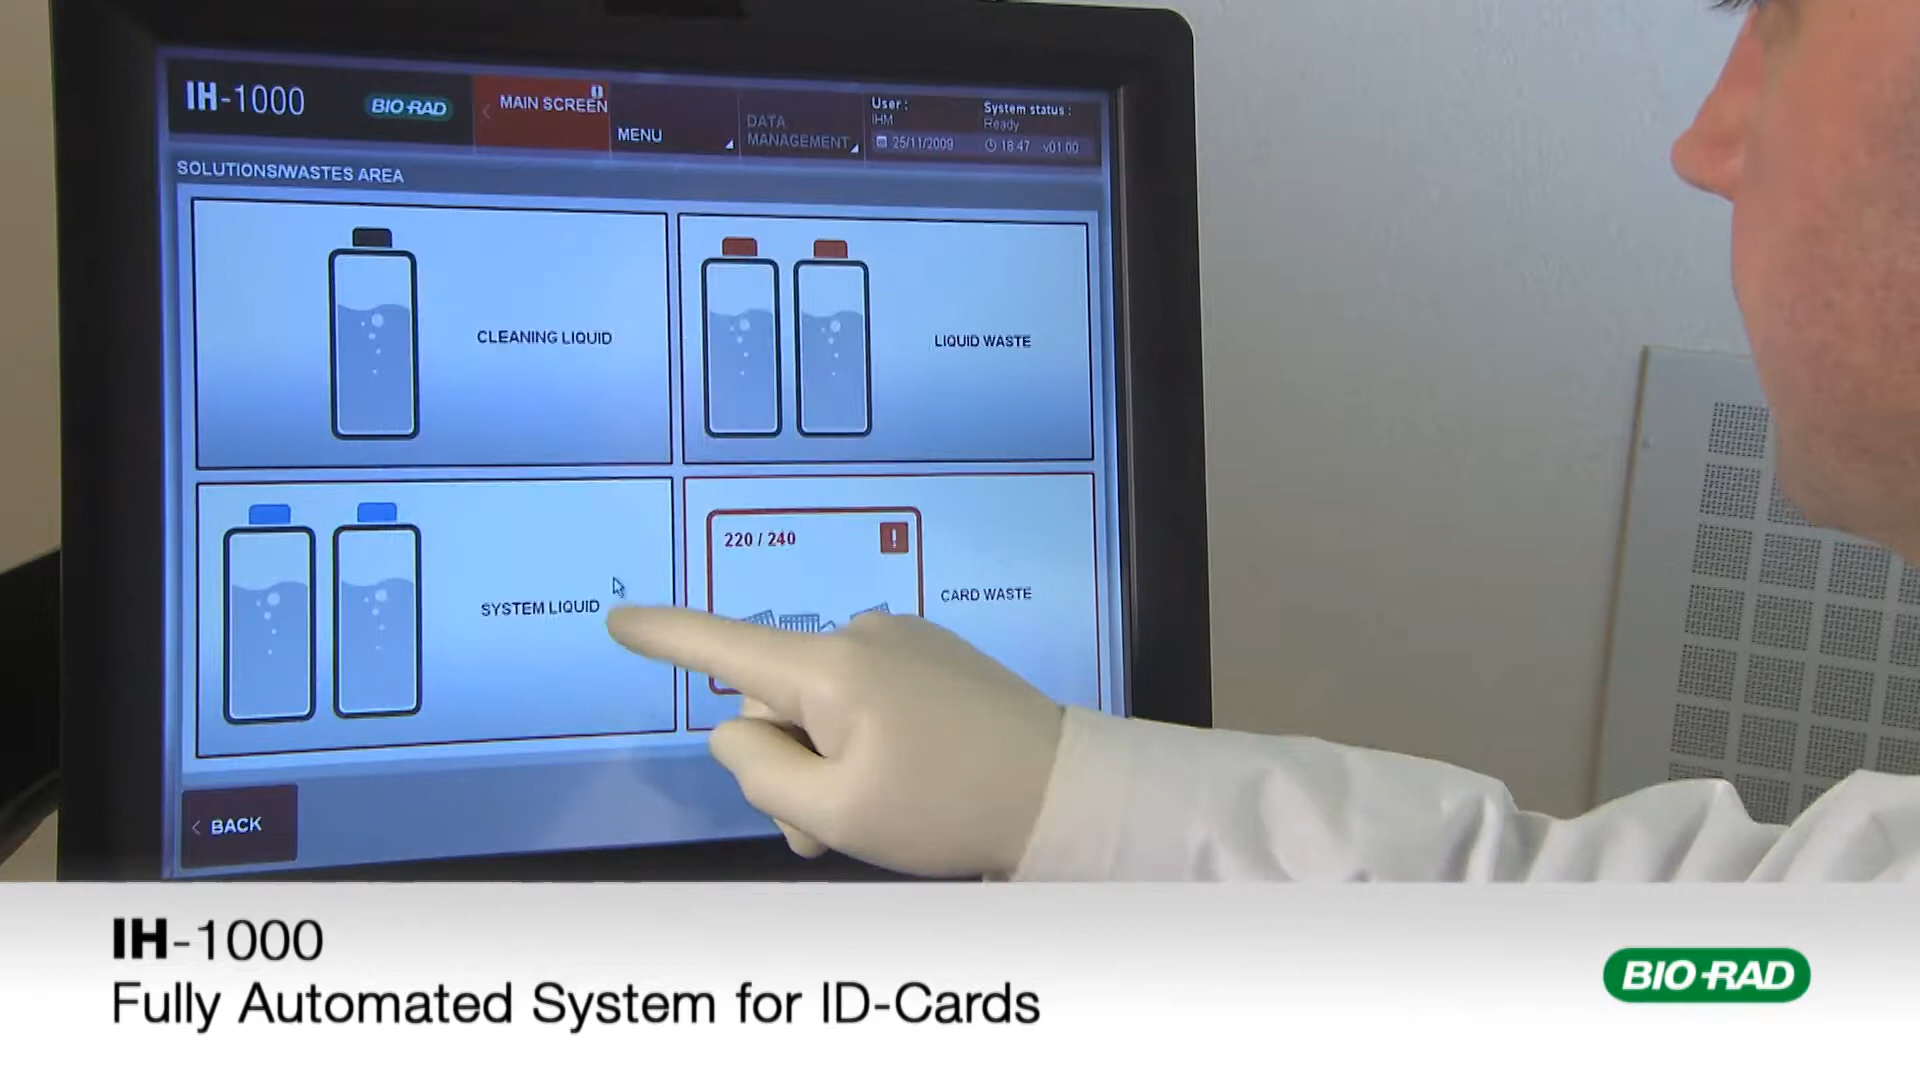 IH-1000
BIO-RAD
MAIN SCREEN
MENU
DATA
MANAGEMENT
User :
IHM
25/11/2009
System status :
Ready
18:47 v01.00
SOLUTIONS/WASTES AREA
CLEANING LIQUID
LIQUID WASTE
SYSTEM LIQUID
220 / 240
!
CARD WASTE
BACK
IH-1000
Fully Automated System for ID-Cards
BIO-RAD